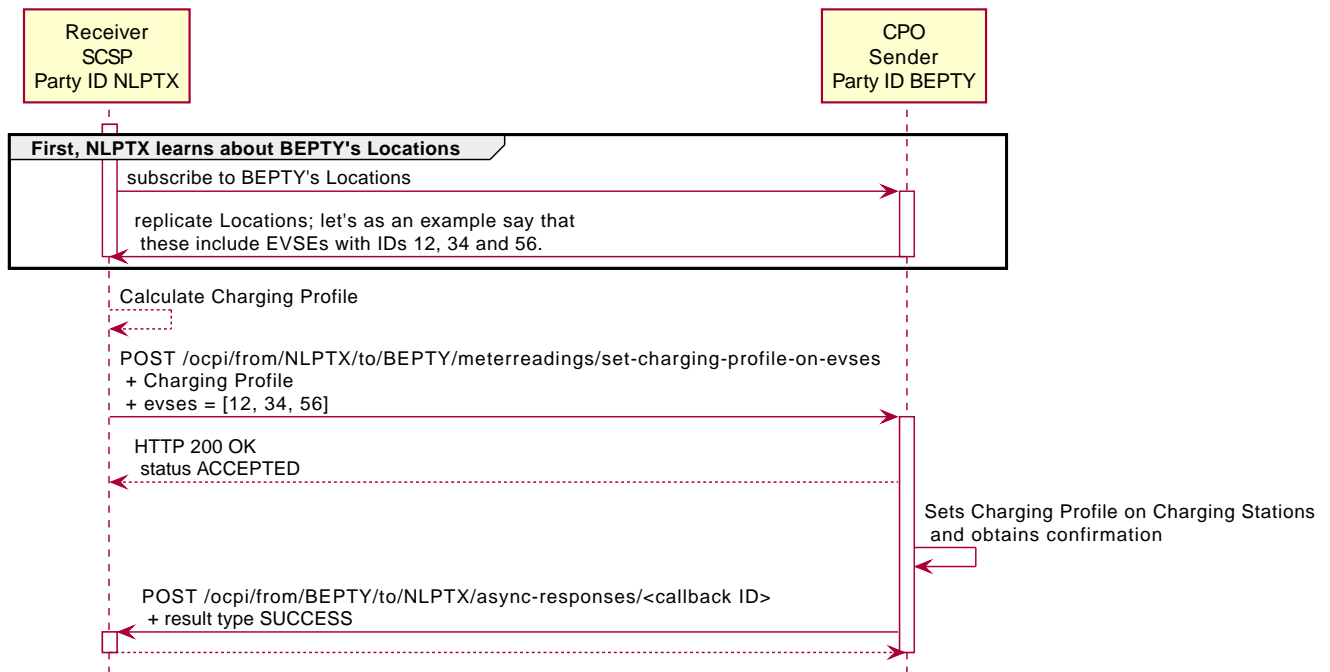 Receiver
SCSP
Party ID NLPTX
CPO
Sender
Party ID BEPTY
First, NLPTX learns about BEPTY's Locations
subscribe to BEPTY's Locations
replicate Locations; let's as an example say that
these include EVSEs with IDs 12, 34 and 56.
Calculate Charging Profile
POST /ocpi/from/NLPTX/to/BEPTY/meterreadings/set-charging-profile-on-evses
+ Charging Profile
+ evses = [12, 34, 56]
HTTP 200 OK
status ACCEPTED
Sets Charging Profile on Charging Stations
and obtains confirmation
POST /ocpi/from/BEPTY/to/NLPTX/async-responses/<callback ID>
+ result type SUCCESS